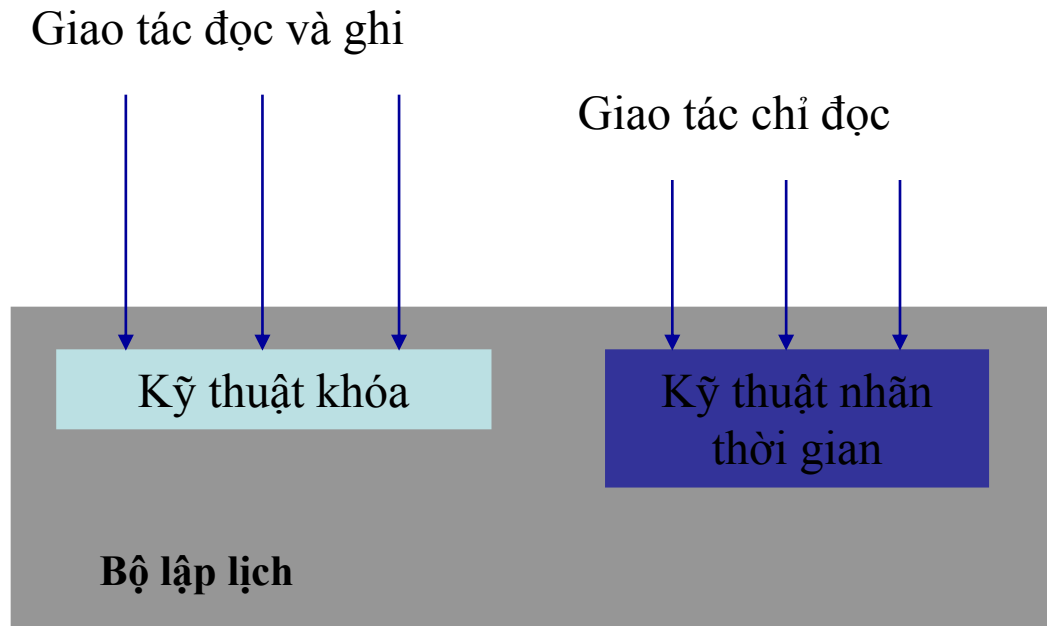 Giao tác đọc và ghi
Giao tác chỉ đọc
Kỹ thuật khóa
Kỹ thuật nhãn
thời gian
Bộ lập lịch